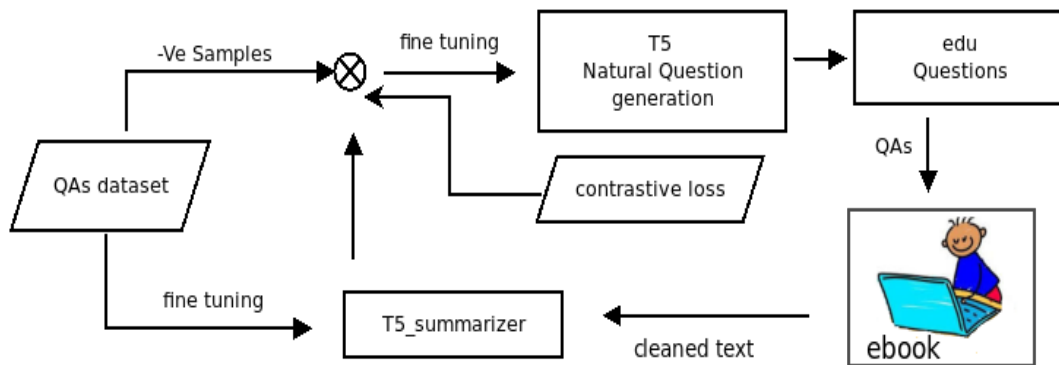 -Ve Samples
fine tuning
T5
Natural Question
generation
edu
Questions
QAs
QAs dataset
contrastive loss
fine tuning
T5_summarizer
cleaned text
ebook